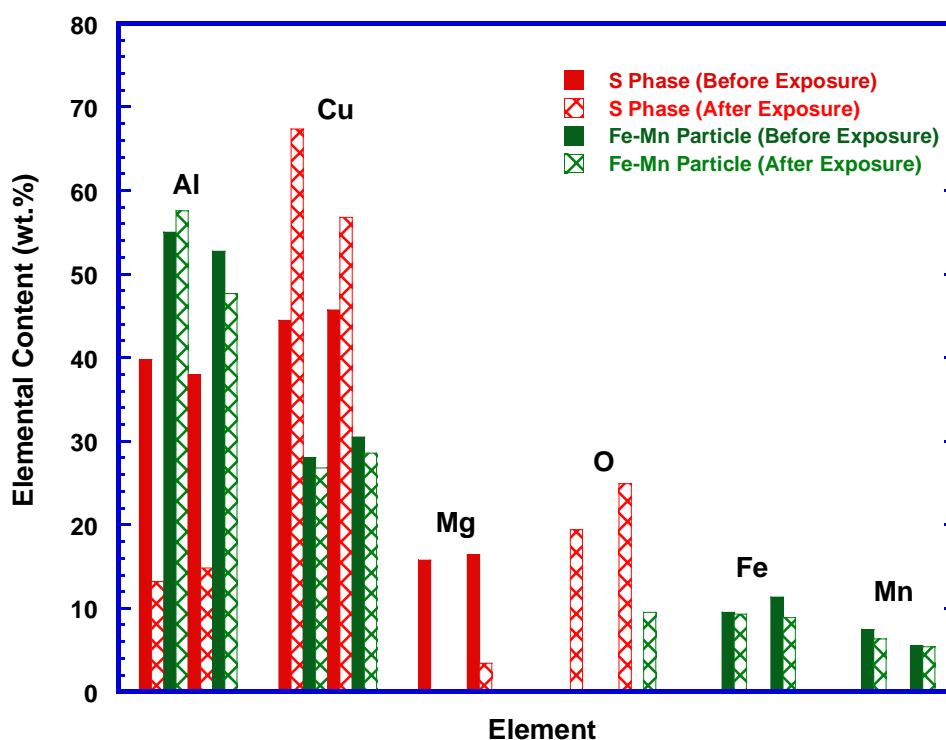 80
70
60
50
40
30
20
10
0
Elemental Content (wt.%)
Element
S Phase (Before Exposure)
S Phase (After Exposure)
Fe-Mn Particle (Before Exposure)
Fe-Mn Particle (After Exposure)
Al
Cu
Mg
O
Fe
Mn